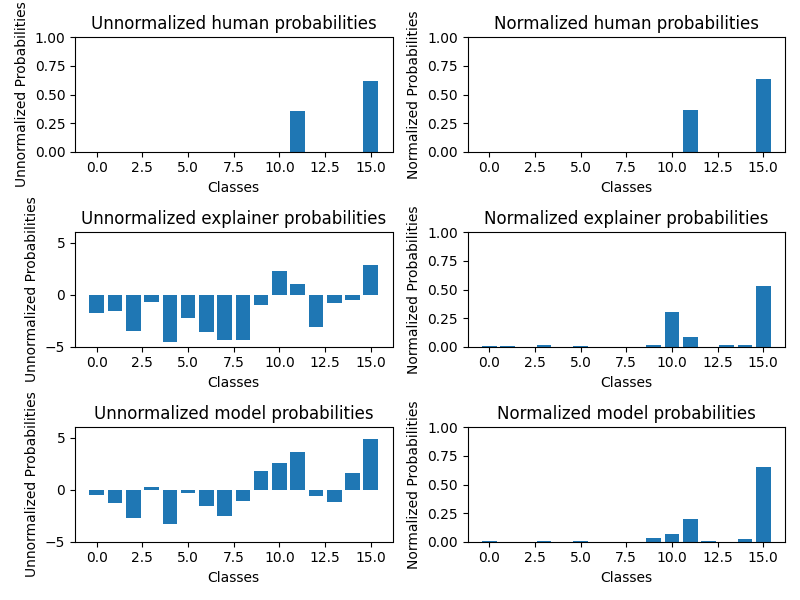 Unnormalized human probabilities
Unnormalized Probabilities
1.00
0.75
0.50
0.25
0.00
0.0 2.5 5.0 7.5 10.0 12.5 15.0
Classes
Normalized human probabilities
Normalized Probabilities
1.00
0.75
0.50
0.25
0.00
0.0 2.5 5.0 7.5 10.0 12.5 15.0
Classes
Unnormalized explainer probabilities
Unnormalized Probabilities
5
0
−5
0.0 2.5 5.0 7.5 10.0 12.5 15.0
Classes
Normalized explainer probabilities
Normalized Probabilities
1.00
0.75
0.50
0.25
0.00
0.0 2.5 5.0 7.5 10.0 12.5 15.0
Classes
Unnormalized model probabilities
Unnormalized Probabilities
5
0
−5
0.0 2.5 5.0 7.5 10.0 12.5 15.0
Classes
Normalized model probabilities
Normalized Probabilities
1.00
0.75
0.50
0.25
0.00
0.0 2.5 5.0 7.5 10.0 12.5 15.0
Classes